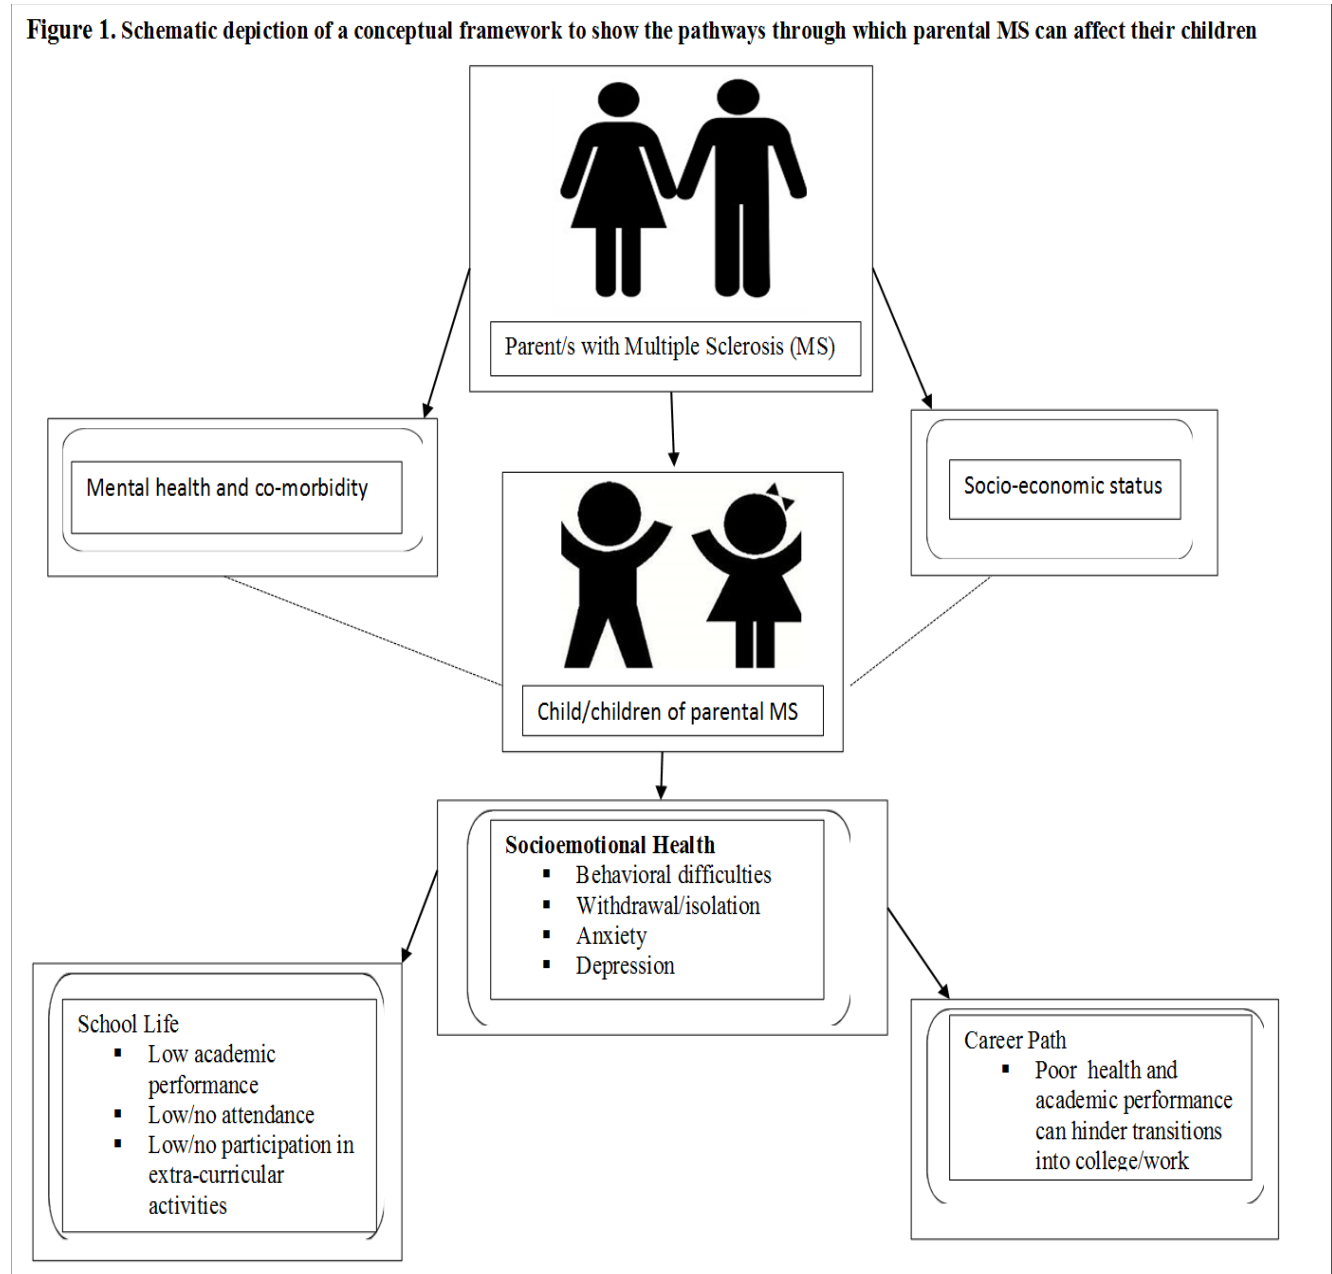 Figure 1. Schematic depiction of a conceptual framework to show the pathways through which parental MS can affect their children
Parent/s with Multiple Sclerosis (MS)
Mental health and co-morbidity
Socio-economic status
Child/children of parental MS
Socioemotional Health
▪ Behavioral difficulties
▪ Withdrawal/isolation
▪ Anxiety
▪ Depression
School Life
▪ Low academic
performance
▪ Low/no attendance
▪ Low/no participation in
extra-curricular
activities
Career Path
▪ Poor health and
academic performance
can hinder transitions
into college/work